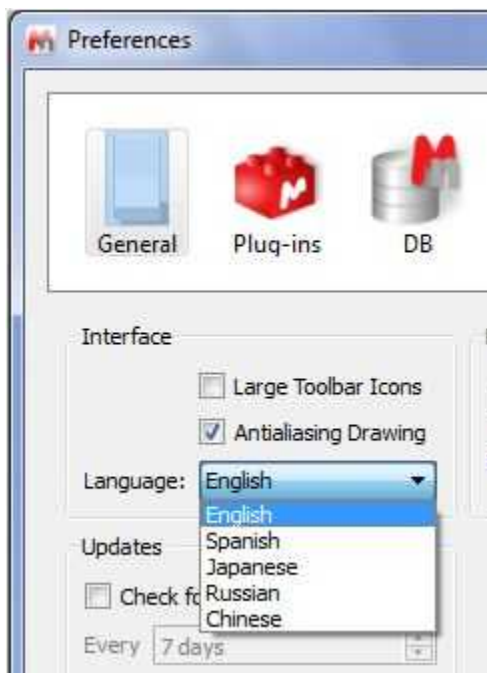 Preferences
General
Plug-ins
DB
Interface
Large Toolbar Icons
Antialiasing Drawing
Language: English
English
Spanish
Updates
Japanese
Check
Russian
Chinese
Every 7 days